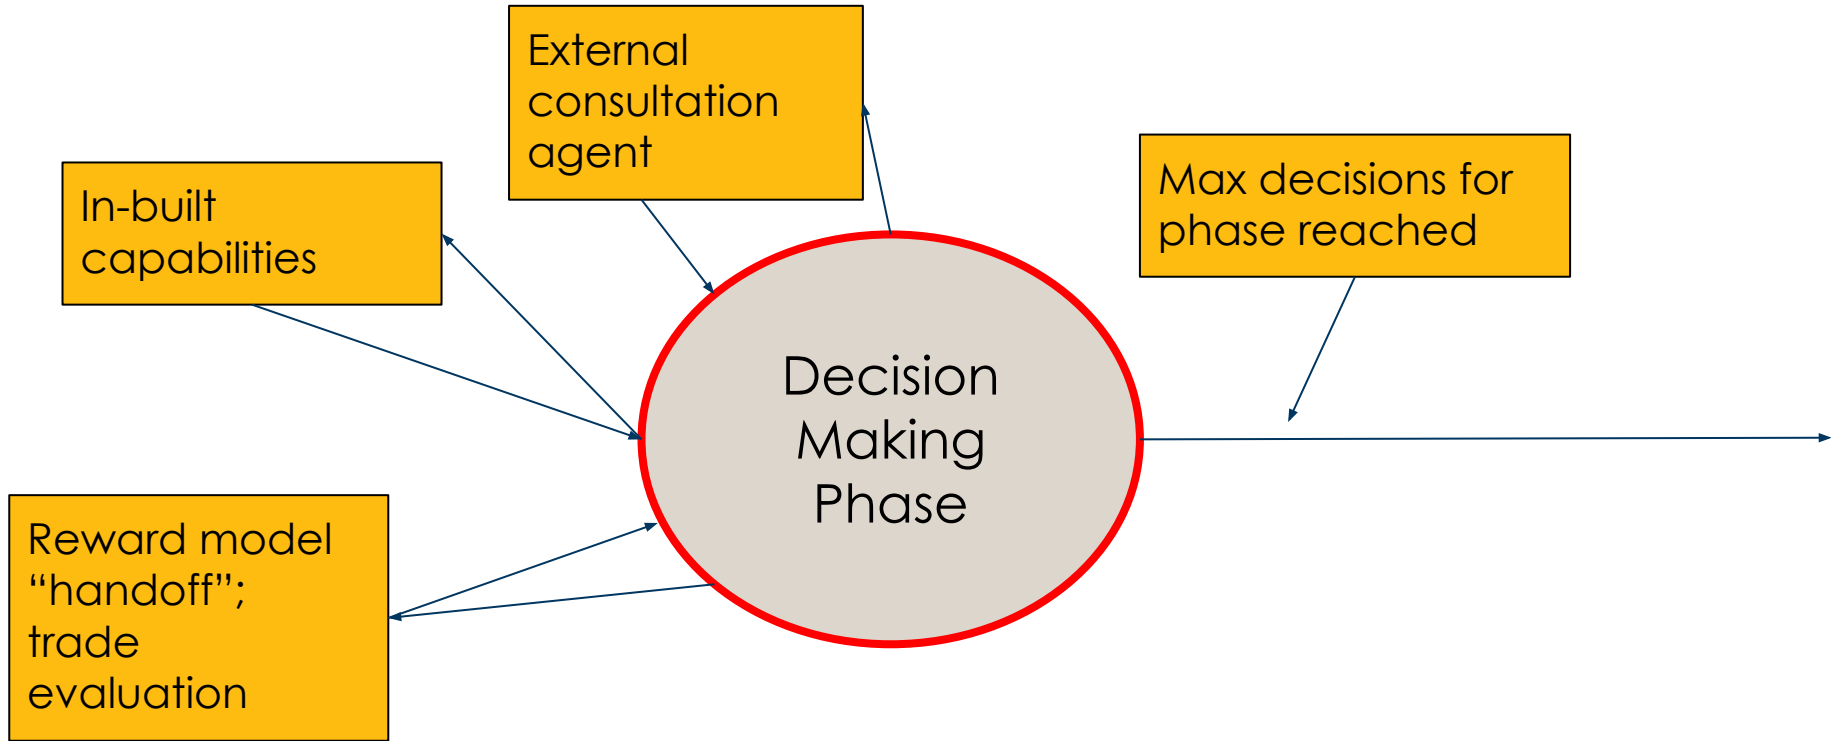 External
consultation
agent
In-built
capabilities
Max decisions for
phase reached
Decision
Making
Phase
Reward model
“handoff”;
trade
evaluation